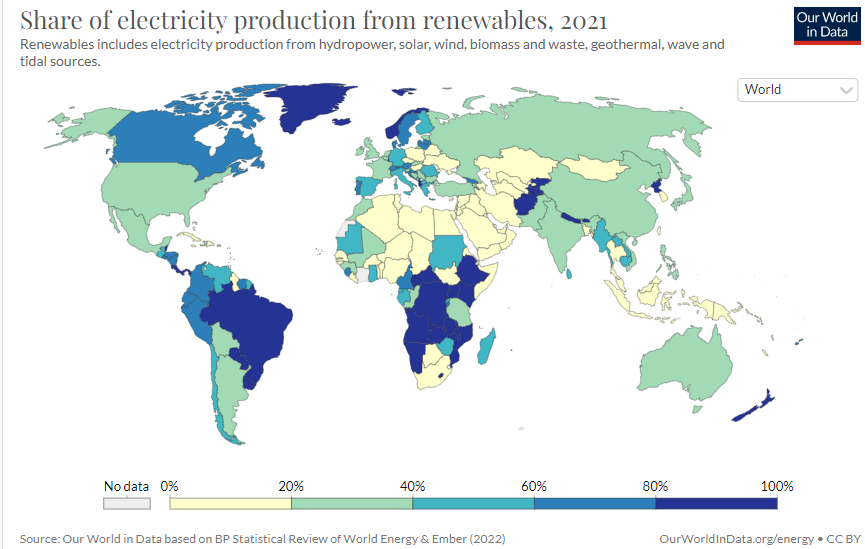 Share of electricity production from renewables, 2021
Our World
in Data
Renewables includes electricity production from hydropower, solar, wind, biomass and waste, geothermal, wave and
tidal sources.
World
No data 0% 20% 40% 60% 80% 100%
Source: Our World in Data based on BP Statistical Review of World Energy & Ember (2022) OurWorldInData.org/energy • CC BY